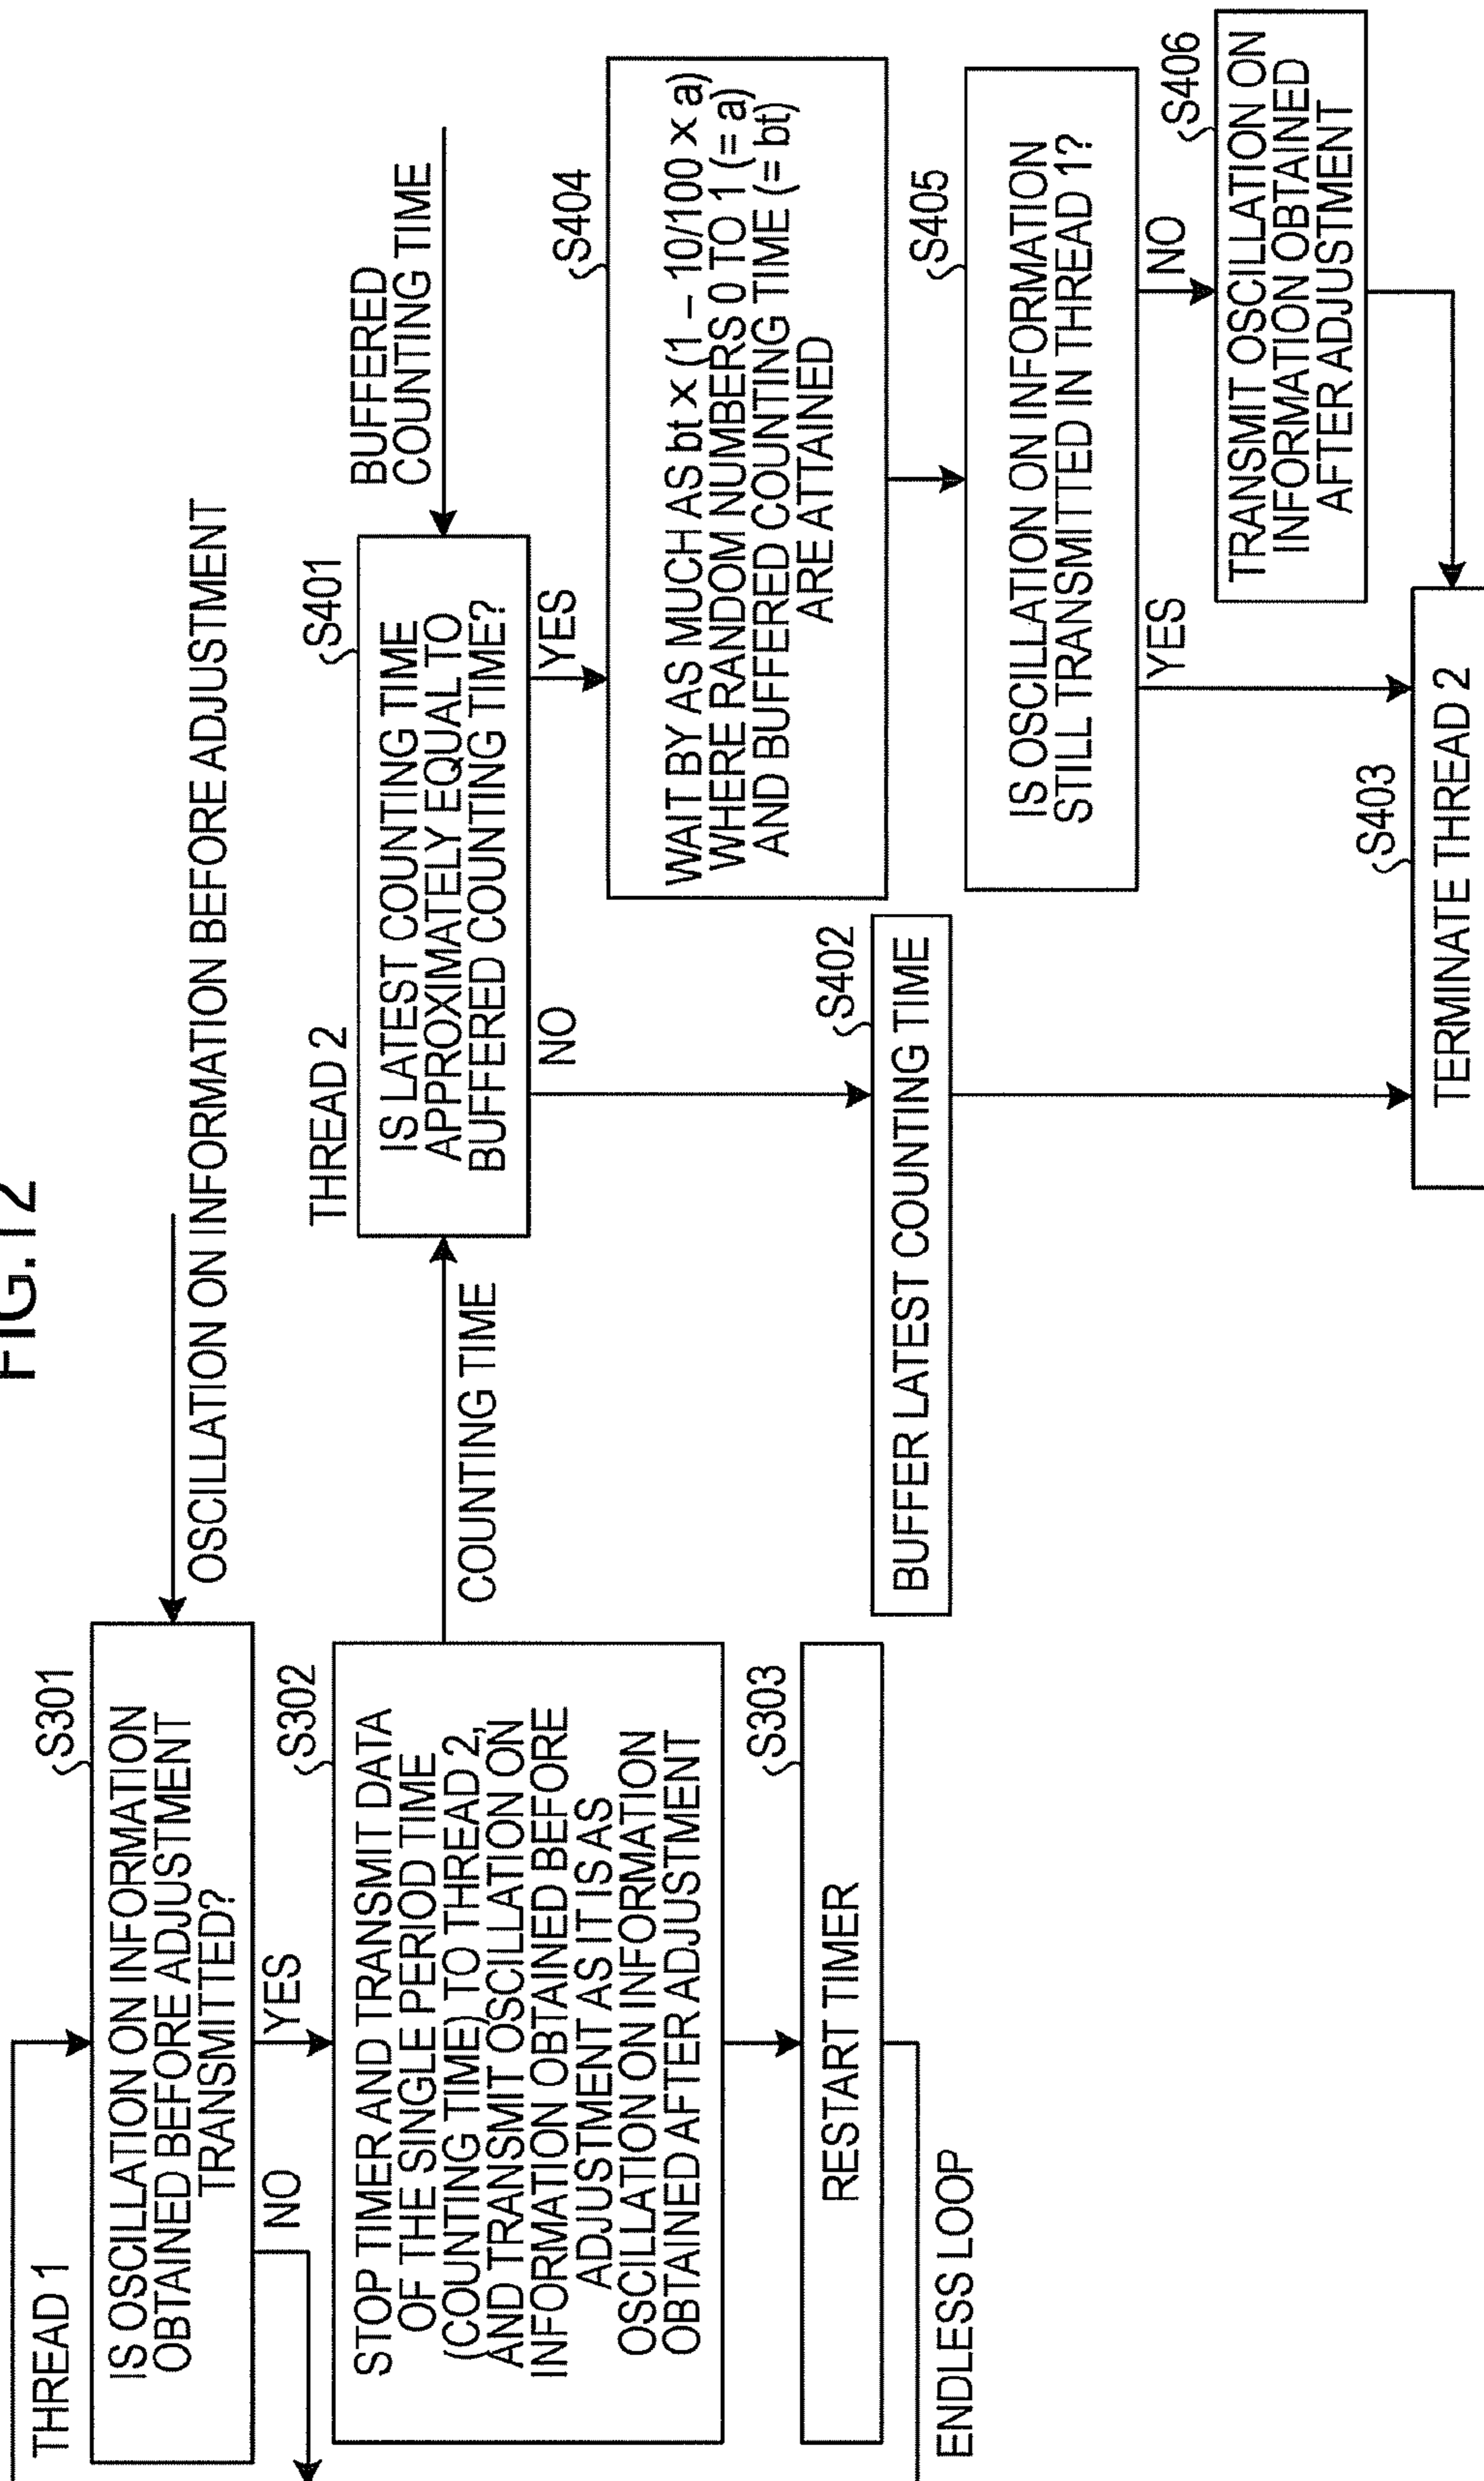 FIG.12
THREAD 1
S301
IS OSCILLATION ON INFORMATION
OBTAINED BEFORE ADJUSTMENT
TRANSMITTED?
OSCILLATION ON INFORMATION BEFORE ADJUSTMENT
NO
YES
S302
STOP TIMER AND TRANSMIT DATA
OF THE SINGLE PERIOD TIME
(COUNTING TIME) TO THREAD 2,
AND TRANSMIT OSCILLATION ON
INFORMATION OBTAINED BEFORE
ADJUSTMENT AS IT IS AS
OSCILLATION ON INFORMATION
OBTAINED AFTER ADJUSTMENT
COUNTING TIME
S303
RESTART TIMER
ENDLESS LOOP
THREAD 2
S401
IS LATEST COUNTING TIME
APPROXIMATELY EQUAL TO
BUFFERED COUNTING TIME?
BUFFERED
COUNTING TIME
NO
YES
S402
BUFFER LATEST COUNTING TIME
S404
WAIT BY AS MUCH AS bt × (1 – 10/100 × a)
WHERE RANDOM NUMBERS 0 TO 1 (= a)
AND BUFFERED COUNTING TIME (= bt)
ARE ATTAINED
S405
IS OSCILLATION ON INFORMATION
STILL TRANSMITTED IN THREAD 1?
YES
NO
S406
TRANSMIT OSCILLATION ON
INFORMATION OBTAINED
AFTER ADJUSTMENT
S403
TERMINATE THREAD 2